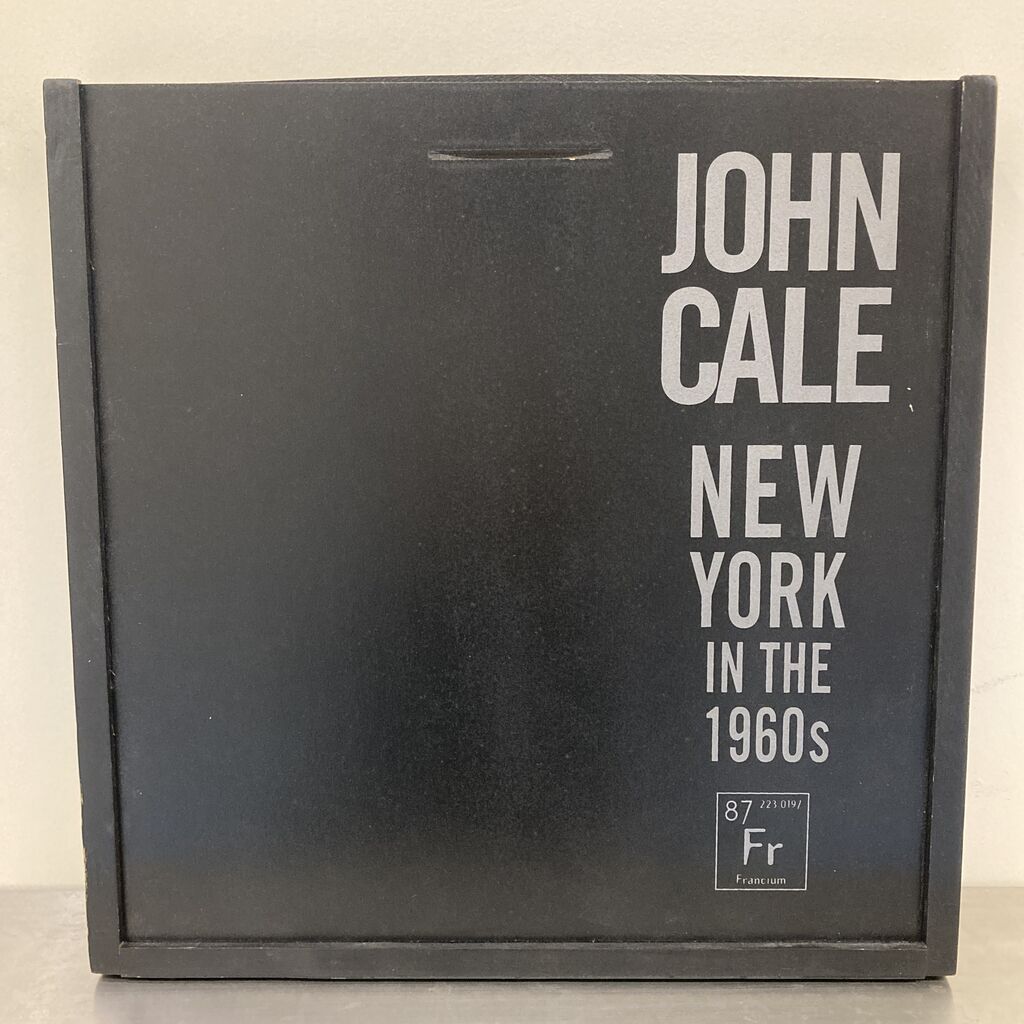 JOHN
CALE
NEW
YORK
IN THE
1960s
87 223.0197
Fr
Francium